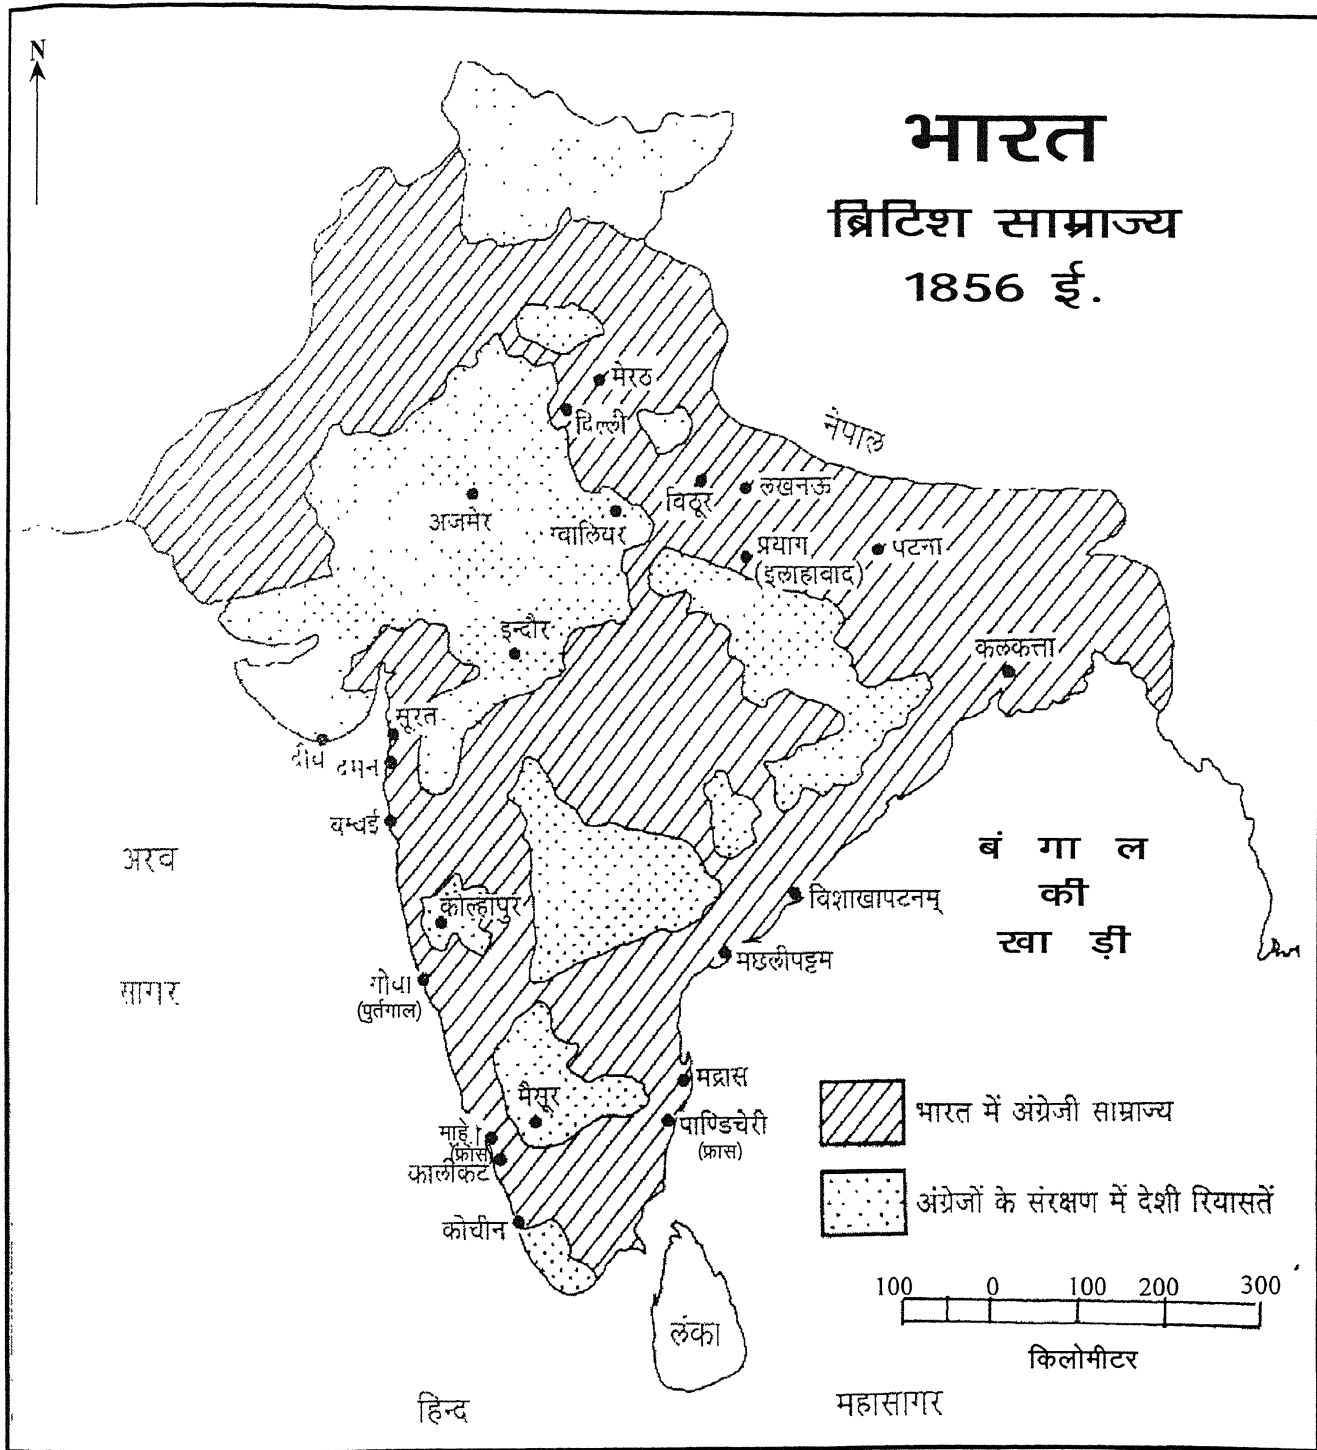 N
भारत
ब्रिटिश साम्राज्य
1856 ई.
मेरठ
दिल्ली
नेपाल
बिठूर
लखनऊ
अजमेर
ग्वालियर
प्रयाग
(इलाहावाद)
पटना
इन्दौर
कलकत्ता
सूरत
दीव
दमन
बम्बई
अरव
सागर
बंगाल
की
खाड़ी
कोल्हापुर
विशाखापटनम्
मछलीपट्टम
गोवा
(पुर्तगाल)
मैसूर
मद्रास
माहे
(फ्रांस)
कालीकट
पाण्डिचेरी
(फ्रास)
कोचीन
भारत में अंग्रेजी साम्राज्य
अंग्रेजों के संरक्षण में देशी रियासतें
100 0 100 200 300
किलोमीटर
लंका
हिन्द महासागर